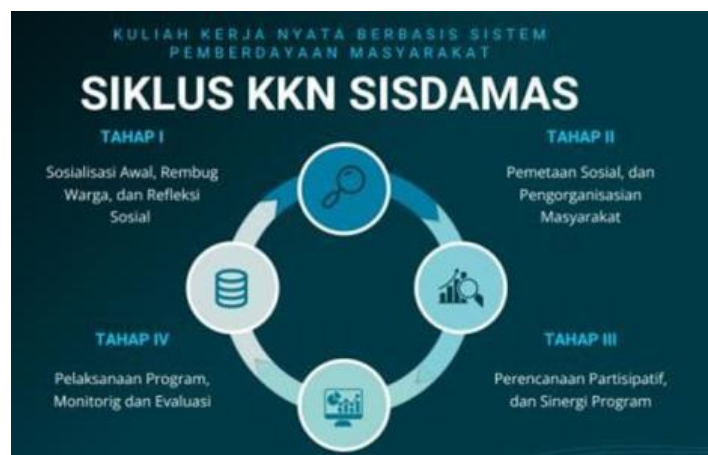 KULIAH KERJA NYATA BERBASIS SISTEM
PEMBERDAYAAN MASYARAKAT
SIKLUS KKN SISDAMAS
TAHAP I
Sosialisasi Awal, Rembug
Warga, dan Refleksi
Sosial
TAHAP II
Pemetaan Sosial, dan
Pengorganisasian
Masyarakat
TAHAP III
Perencanaan Partisipatif,
dan Sinergi Program
TAHAP IV
Pelaksanaan Program,
Monitorig dan Evaluasi